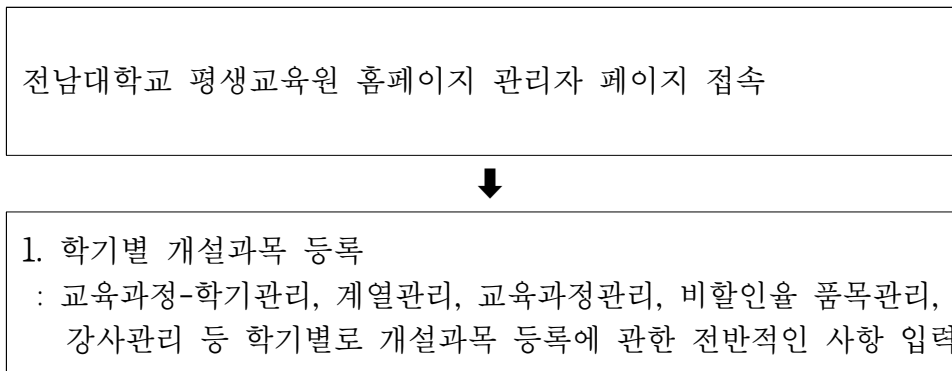 전남대학교 평생교육원 홈페이지 관리자 페이지 접속
1. 학기별 개설과목 등록
: 교육과정-학기관리, 계열관리, 교육과정관리, 비할인율 품목관리,
강사관리 등 학기별로 개설과목 등록에 관한 전반적인 사항 입력